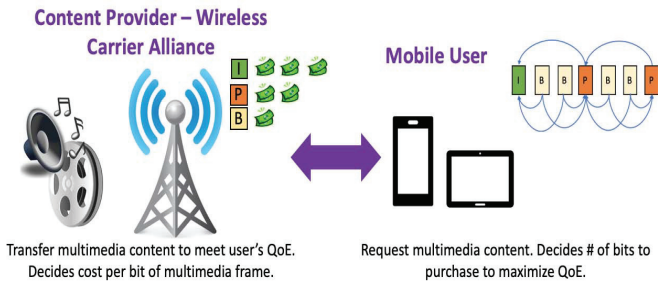 Content Provider – Wireless
Carrier Alliance
I
P
B
Mobile User
I B B P B B P
Transfer multimedia content to meet user's QoE.
Decides cost per bit of multimedia frame.
Request multimedia content. Decides # of bits to
purchase to maximize QoE.